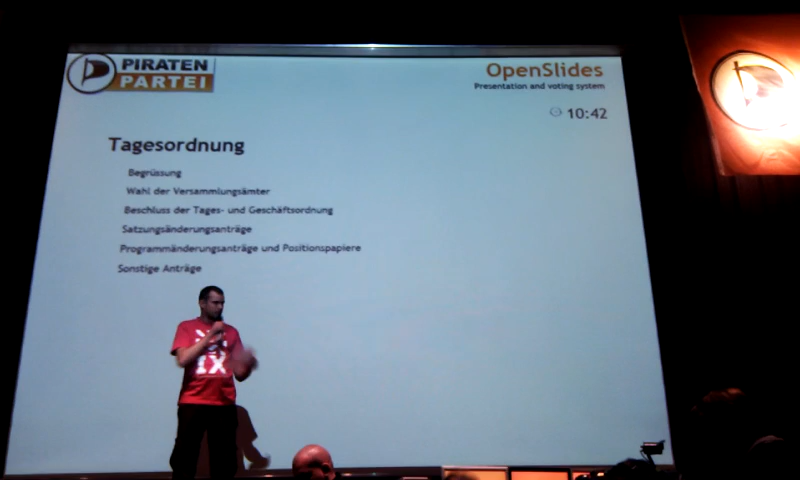 PIRATEN
PARTEI
OpenSlides
Presentation and voting system
10:42
Tagesordnung
Begrüssung
Wahl der Versammlungsämter
Beschluss der Tages- und Geschäftsordnung
Satzungsänderungsanträge
Programmänderungsanträge und Positionspapiere
Sonstige Anträge
IX